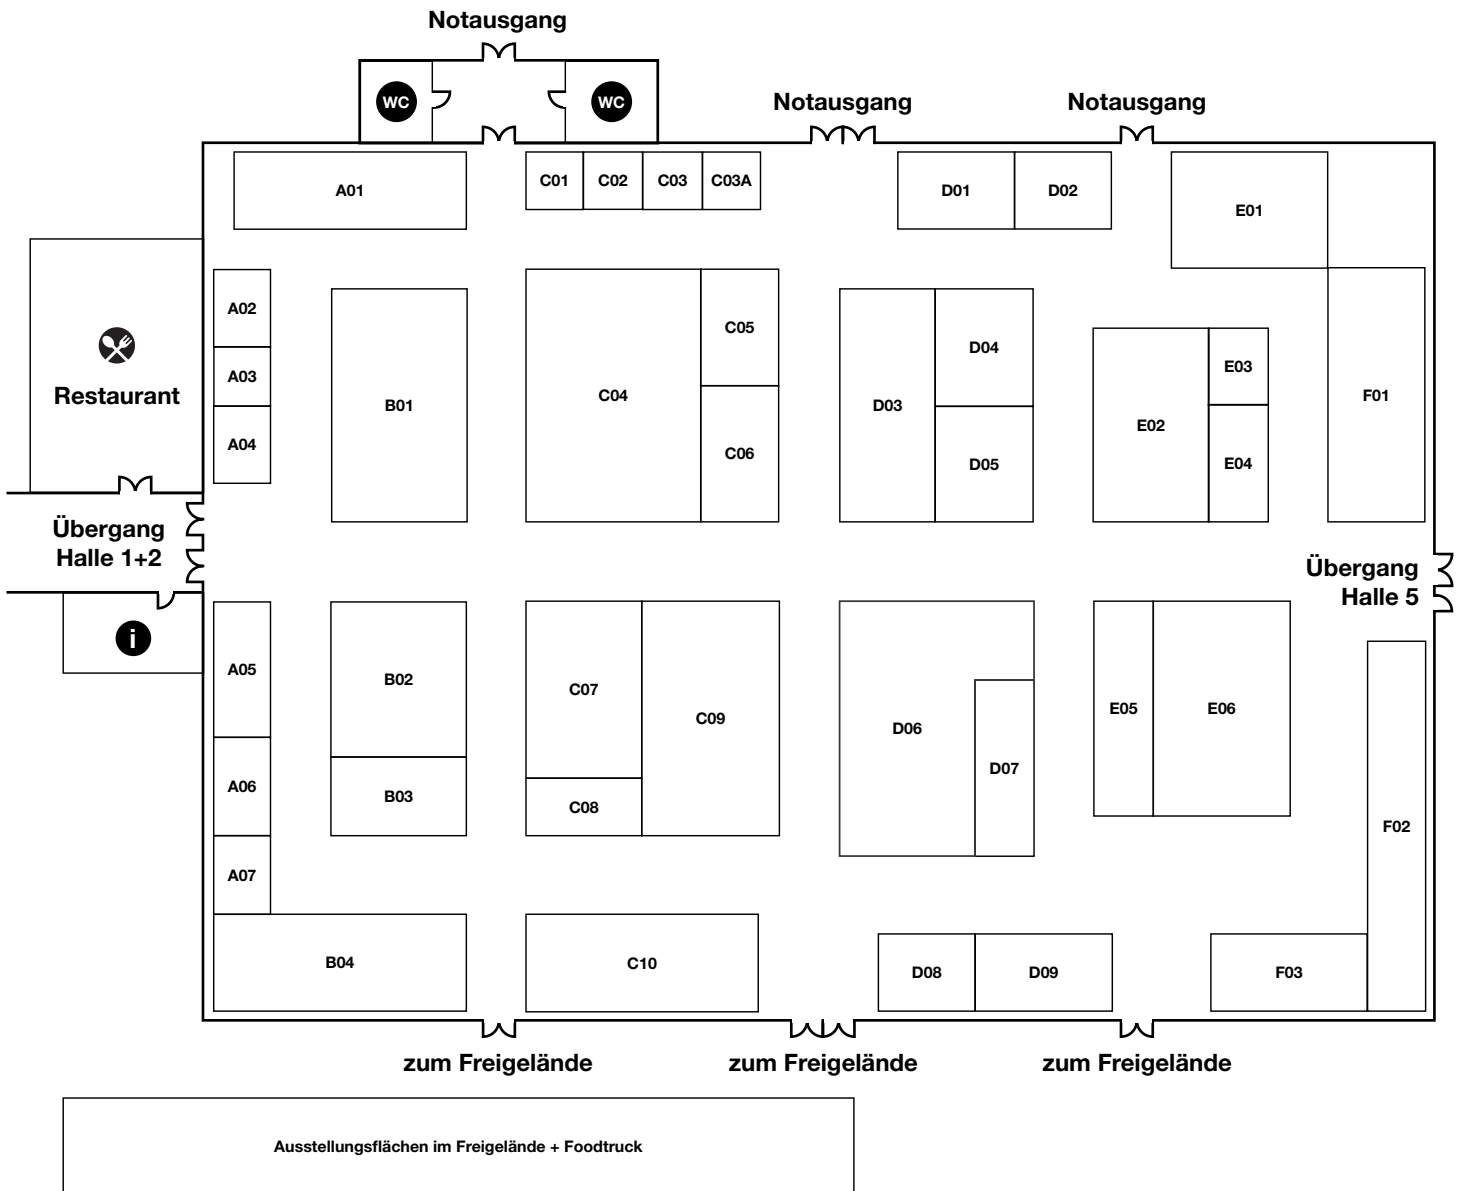 Notausgang
WC
WC
Notausgang
Notausgang
A01
C01
C02
C03
C03A
D01
D02
E01
A02
A03
A04
Restaurant
B01
C04
C05
C06
D03
D04
D05
E02
E03
E04
F01
Übergang
Halle 1+2
Übergang
Halle 5
i
A05
A06
A07
B02
B03
C07
C08
C09
D06
D07
E05
E06
F02
B04
C10
D08
D09
F03
zum Freigelände
zum Freigelände
zum Freigelände
Ausstellungsflächen im Freigelände + Foodtruck